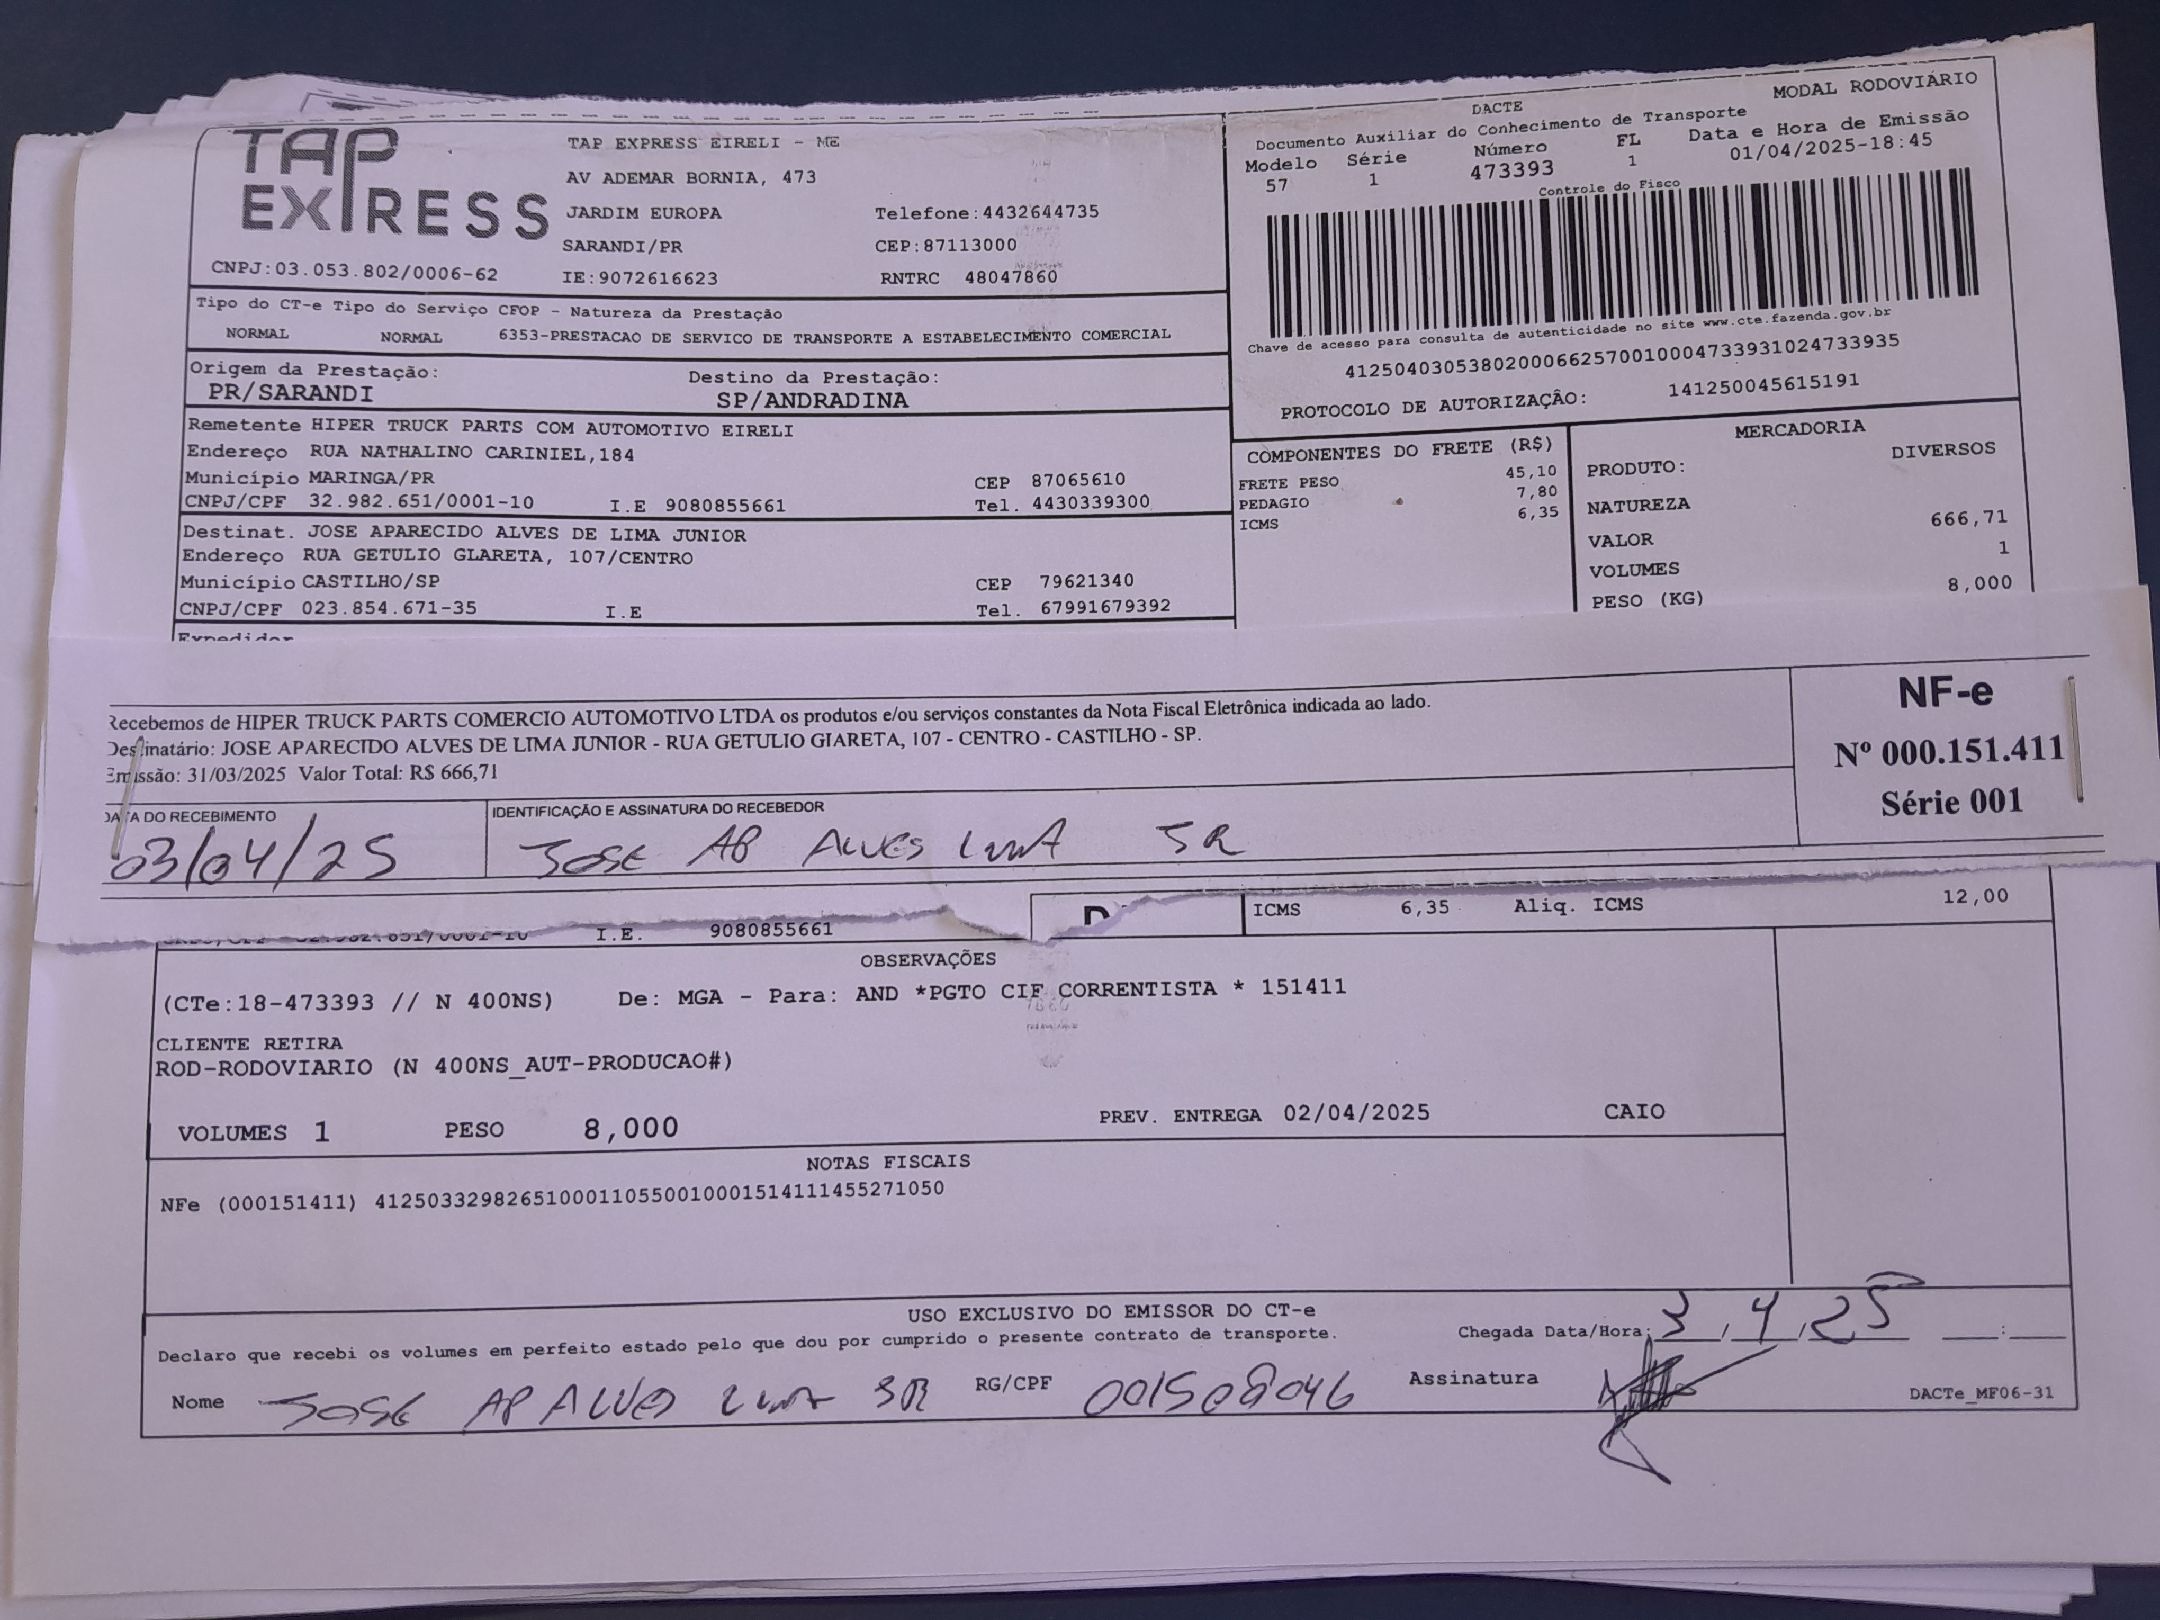 TAP EXPRESS
TAP EXPRESS EIRELI - ME
AV ADEMAR BORNIA, 473
JARDIM EUROPA Telefone:4432644735
SARANDI/PR CEP:87113000
CNPJ:03.053.802/0006-62 IE:9072616623 RNTRC 48047860
MODAL RODOVIÁRIO
DACTE
Documento Auxiliar do Conhecimento de Transporte
Modelo Série Número FL Data e Hora de Emissão
57 1 473393 1 01/04/2025-18:45
Controle do Fisco
Chave de acesso para consulta de autenticidade no site www.cte.fazenda.gov.br
41250403053802000662570010004733931024733935
PROTOCOLO DE AUTORIZAÇÃO: 141250045615191
Tipo do CT-e Tipo do Serviço CFOP - Natureza da Prestação
NORMAL NORMAL 6353-PRESTACAO DE SERVICO DE TRANSPORTE A ESTABELECIMENTO COMERCIAL
Origem da Prestação: Destino da Prestação:
PR/SARANDI SP/ANDRADINA
Remetente HIPER TRUCK PARTS COM AUTOMOTIVO EIRELI
Endereço RUA NATHALINO CARINIEL,184
Município MARINGA/PR CEP 87065610
CNPJ/CPF 32.982.651/0001-10 I.E 9080855661 Tel. 4430339300
Destinat. JOSE APARECIDO ALVES DE LIMA JUNIOR
Endereço RUA GETULIO GLARETA, 107/CENTRO
Município CASTILHO/SP CEP 79621340
CNPJ/CPF 023.854.671-35 I.E Tel. 67991679392
Expedidor
COMPONENTES DO FRETE (R$)
FRETE PESO 45,10
PEDAGIO 7,80
ICMS 6,35
MERCADORIA
PRODUTO: DIVERSOS
NATUREZA
VALOR 666,71
VOLUMES 1
PESO (KG) 8,000
Recebemos de HIPER TRUCK PARTS COMERCIO AUTOMOTIVO LTDA os produtos e/ou serviços constantes da Nota Fiscal Eletrônica indicada ao lado.
Destinatário: JOSE APARECIDO ALVES DE LIMA JUNIOR - RUA GETULIO GIARETA, 107 - CENTRO - CASTILHO - SP.
Emissão: 31/03/2025 Valor Total: R$ 666,71
NF-e
Nº 000.151.411
Série 001
DATA DO RECEBIMENTO IDENTIFICAÇÃO E ASSINATURA DO RECEBEDOR
03/04/25 JOSE AP ALVES LIMA JR
I.E. 9080855661 ICMS 6,35 Aliq. ICMS 12,00
OBSERVAÇÕES
(CTe:18-473393 // N 400NS) De: MGA - Para: AND *PGTO CIF CORRENTISTA * 151411
CLIENTE RETIRA
ROD-RODOVIARIO (N 400NS_AUT-PRODUCAO#)
VOLUMES 1 PESO 8,000 PREV. ENTREGA 02/04/2025 CAIO
NOTAS FISCAIS
NFe (000151411) 41250332982651000110550010001514111455271050
USO EXCLUSIVO DO EMISSOR DO CT-e
Declaro que recebi os volumes em perfeito estado pelo que dou por cumprido o presente contrato de transporte. Chegada Data/Hora: 3/4/25 :
Nome JOSE AP ALVES LIMA JR RG/CPF 001508046 Assinatura DACTe_MF06-31